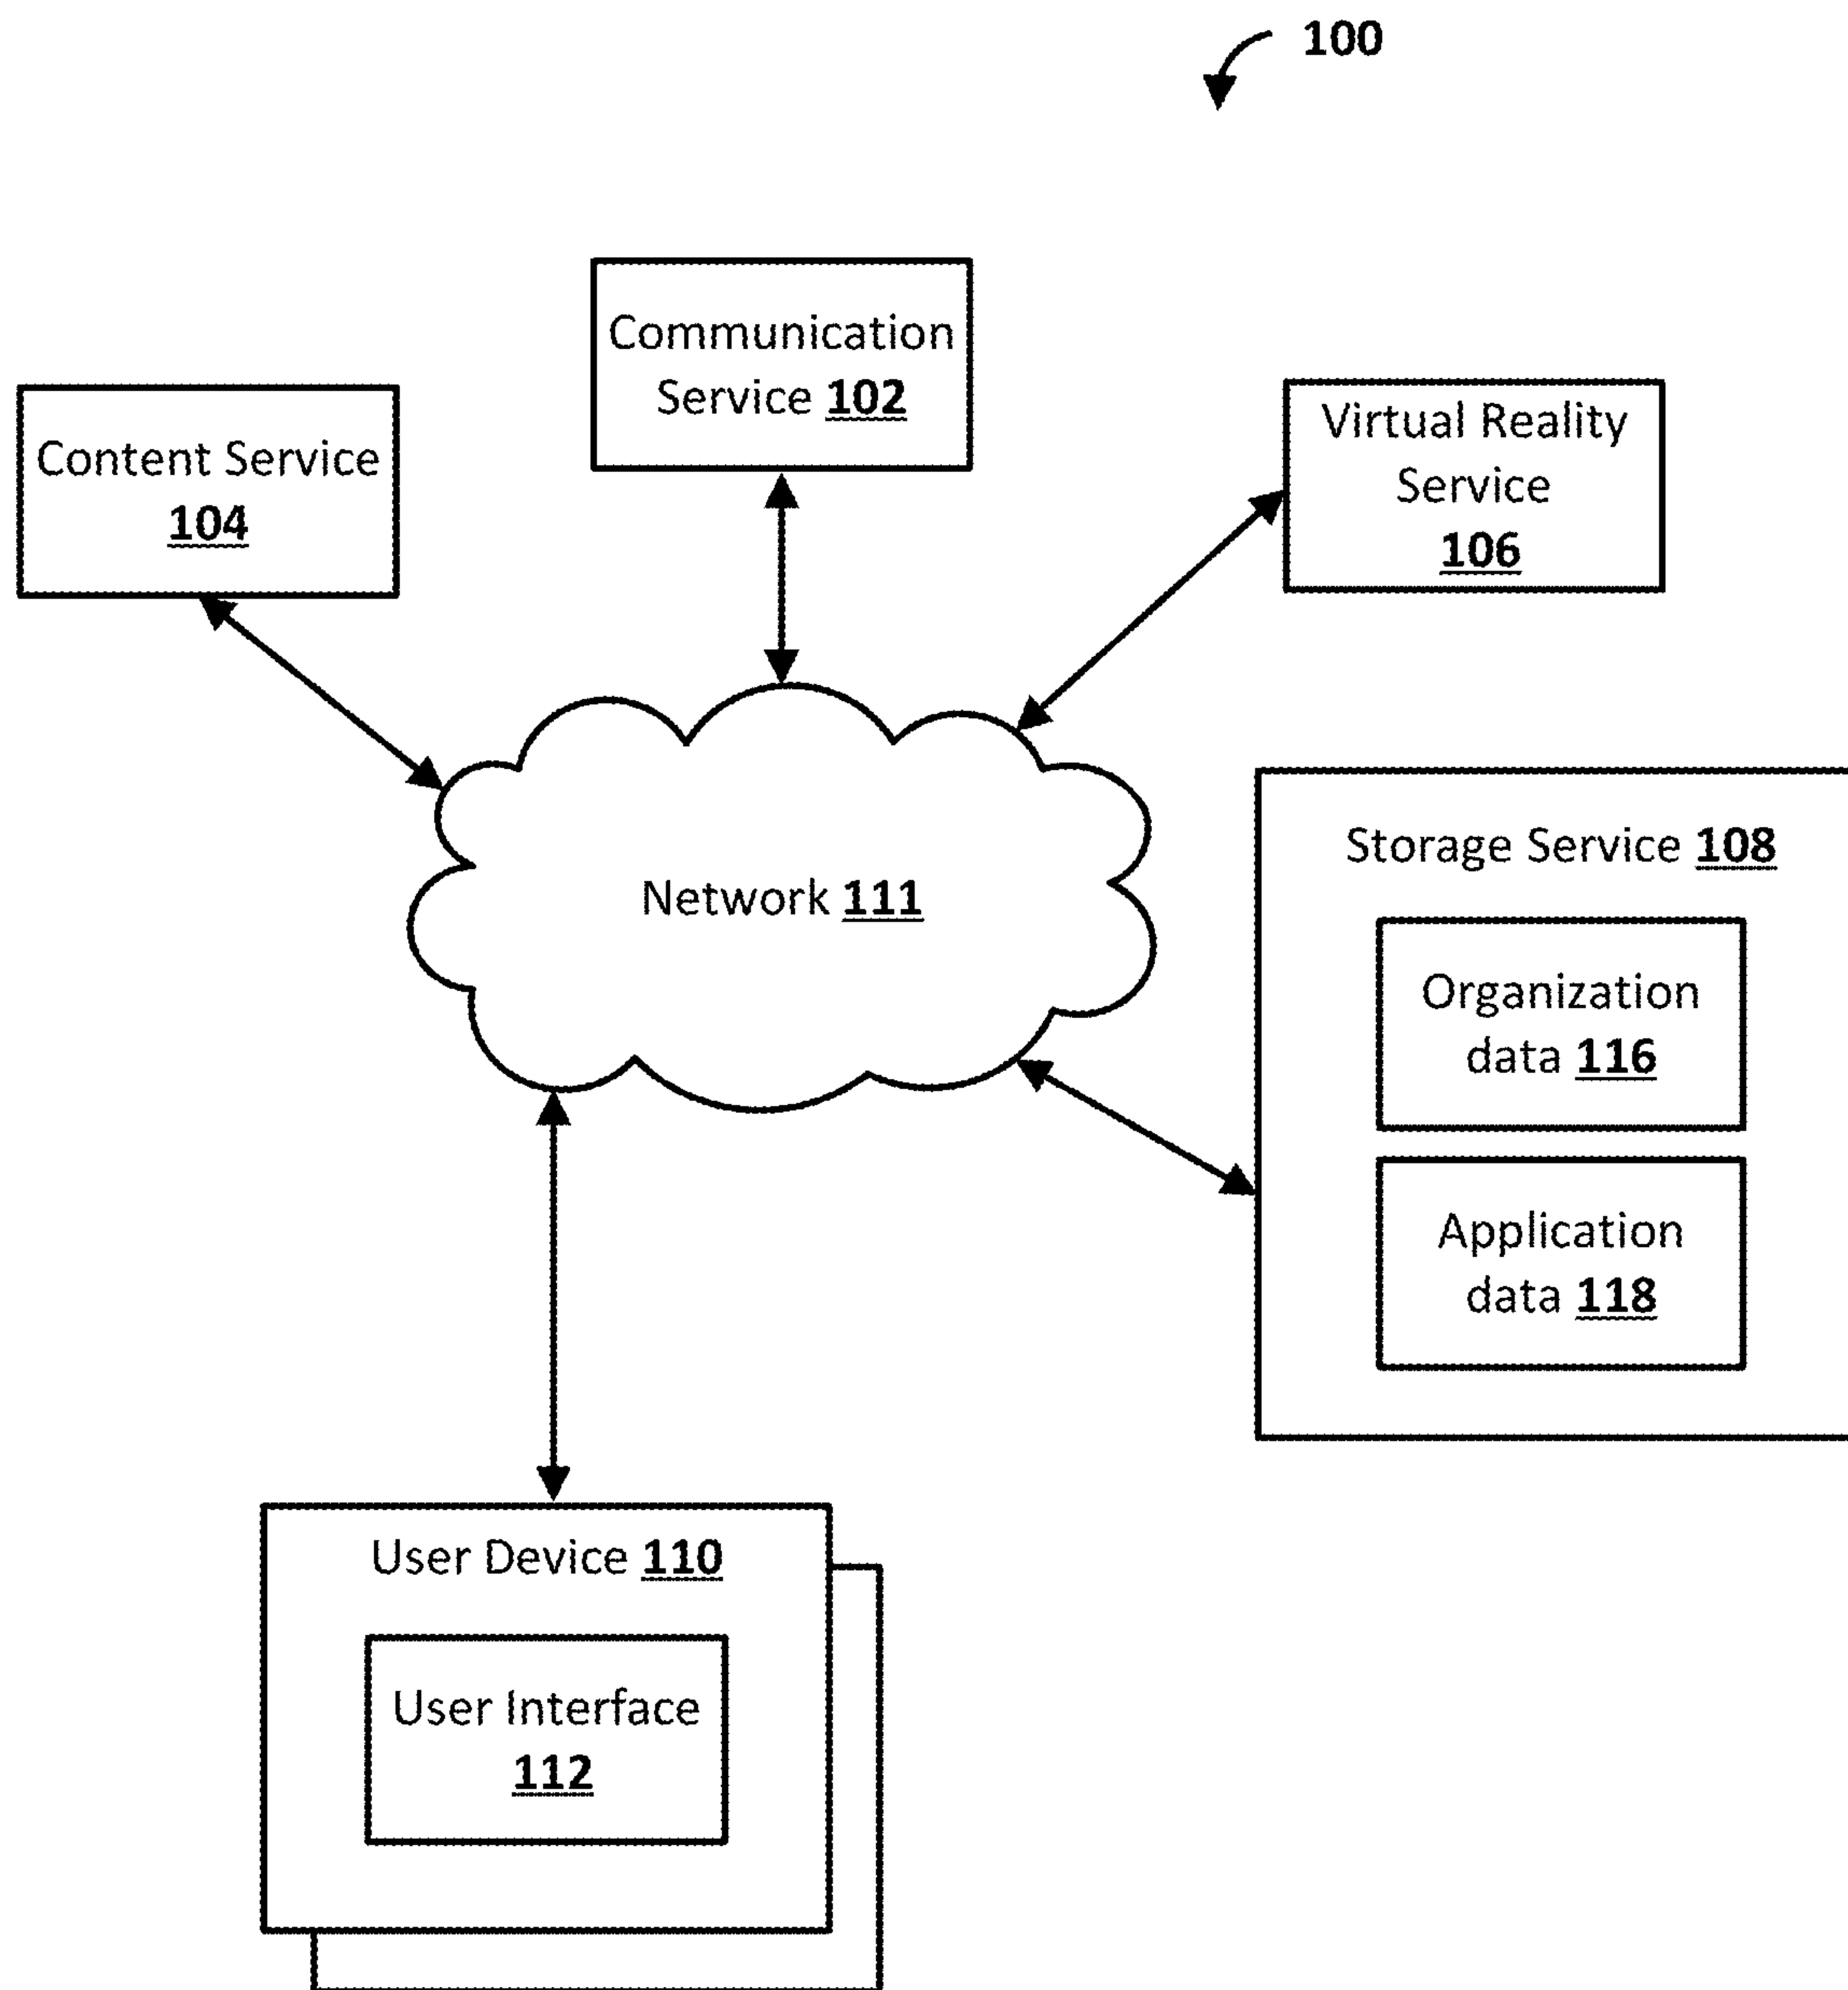 100
Communication
Service 102
Content Service
104
Virtual Reality
Service
106
Network 111
Storage Service 108
Organization
data 116
Application
data 118
User Device 110
User Interface
112